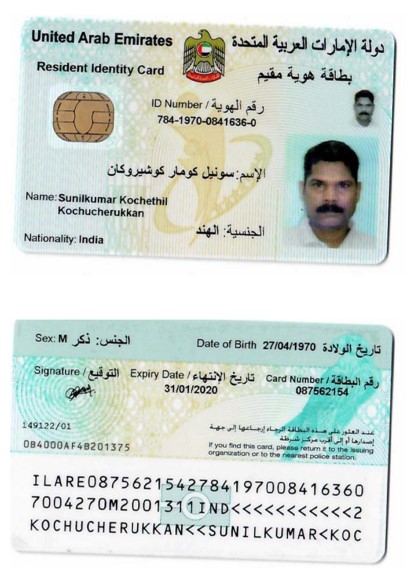 United Arab Emirates
دولة الإمارات العربية المتحدة
Resident Identity Card
بطاقة هوية مقيم
ID Number / رقم الهوية
784-1970-0841636-0
الإسم: سونيل كومار كوشيروكان
Name: Sunilkumar Kochethil
Kochucherukkan
الجنسية: الهند
Nationality: India
Sex: M الجنس: ذكر
Date of Birth 27/04/1970 تاريخ الولادة
Signature / التوقيع
Expiry Date / تاريخ الإنتهاء
31/01/2020
Card Number / رقم البطاقة
087562154
149122/01
0B4000AF4B201375
عند العثور على هذه البطاقة الرجاء إرجاعها إلى جهة
إصدارها أو إلى أقرب مركز شرطة
If you find this card, please return it to the issuing
organization or to the nearest police station.
ILARE0875621542784197008416360
7004270M2001311IND<<<<<<<<<<<2
KOCHUCHERUKKAN<<SUNILKUMAR<KOC